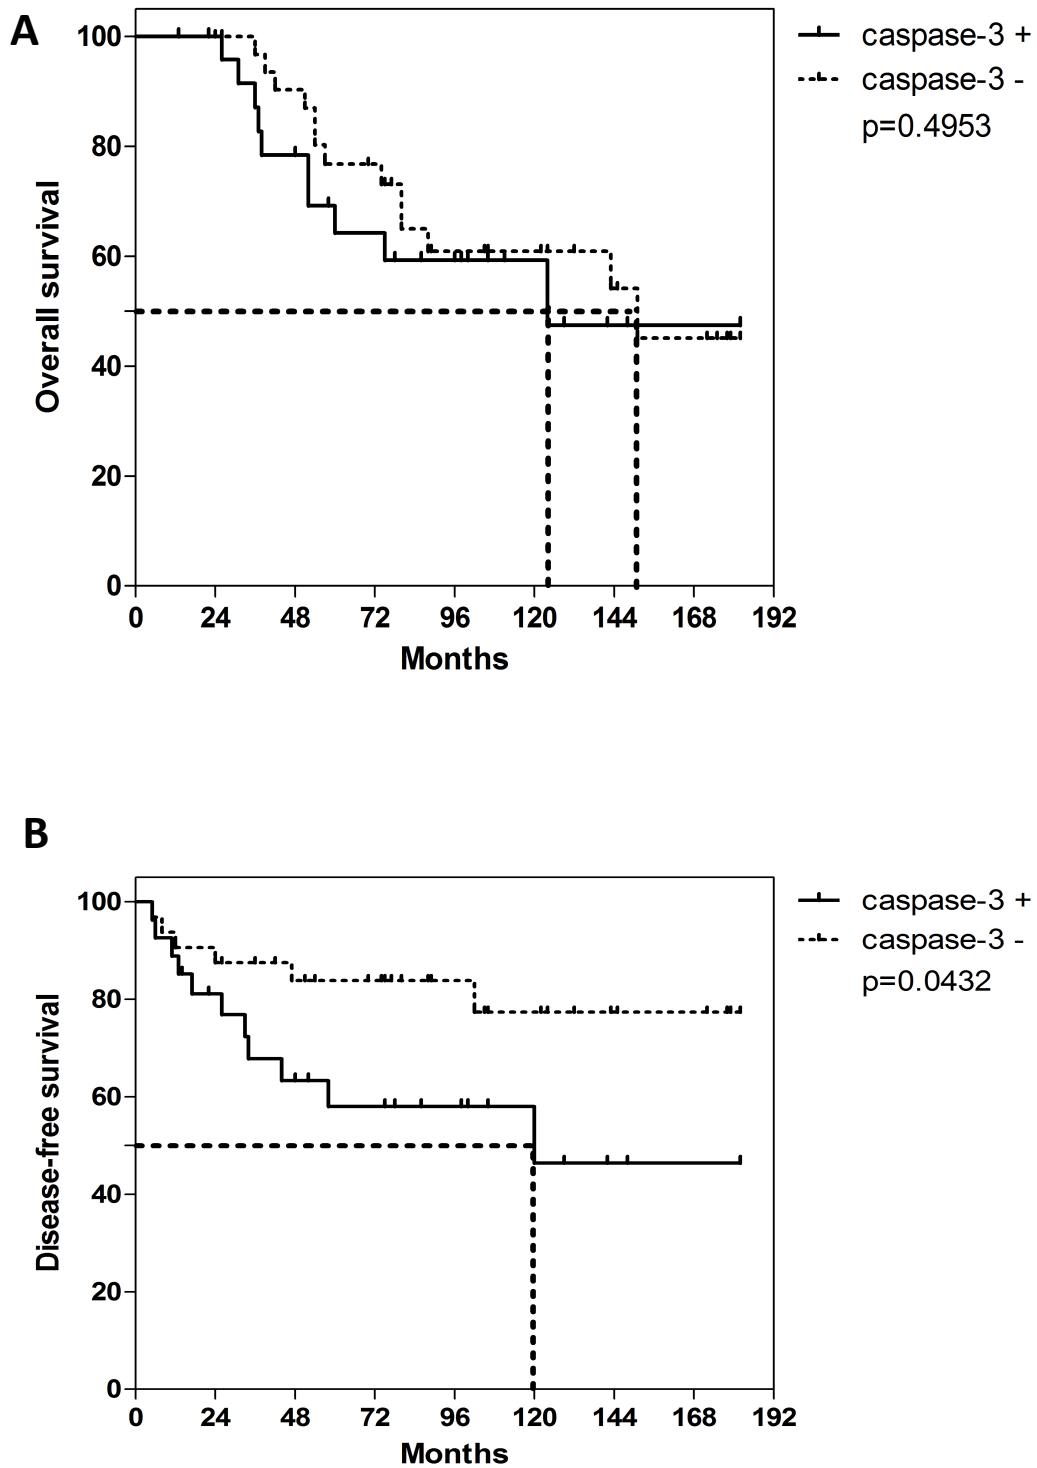 A
100
80
60
40
20
0
Overall survival
0 24 48 72 96 120 144 168 192
Months
caspase-3 +
caspase-3 -
p=0.4953
B
100
80
60
40
20
0
Disease-free survival
0 24 48 72 96 120 144 168 192
Months
caspase-3 +
caspase-3 -
p=0.0432